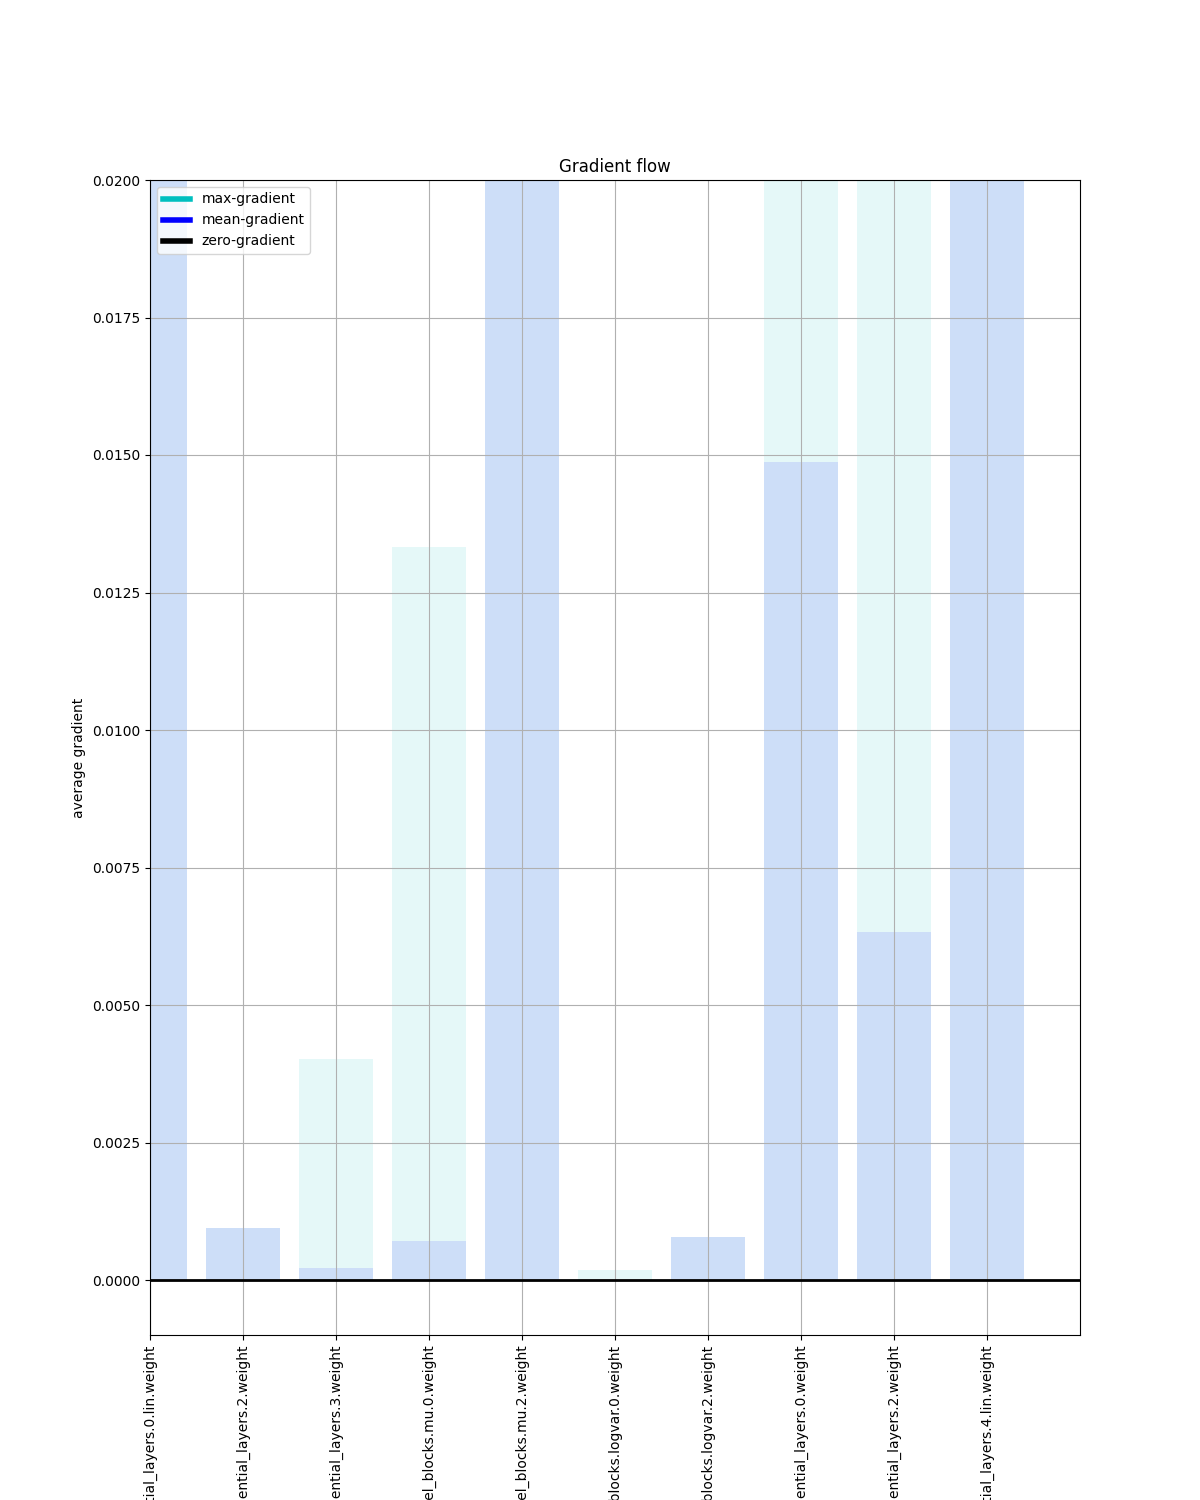 Gradient flow
max-gradient
mean-gradient
zero-gradient
0.0200
0.0175
0.0150
0.0125
0.0100
0.0075
0.0050
0.0025
0.0000
average gradient
tial_layers.0.lin.weight
ential_layers.2.weight
ential_layers.3.weight
el_blocks.mu.0.weight
el_blocks.mu.2.weight
blocks.logvar.0.weight
blocks.logvar.2.weight
ential_layers.0.weight
ential_layers.2.weight
tial_layers.4.lin.weight